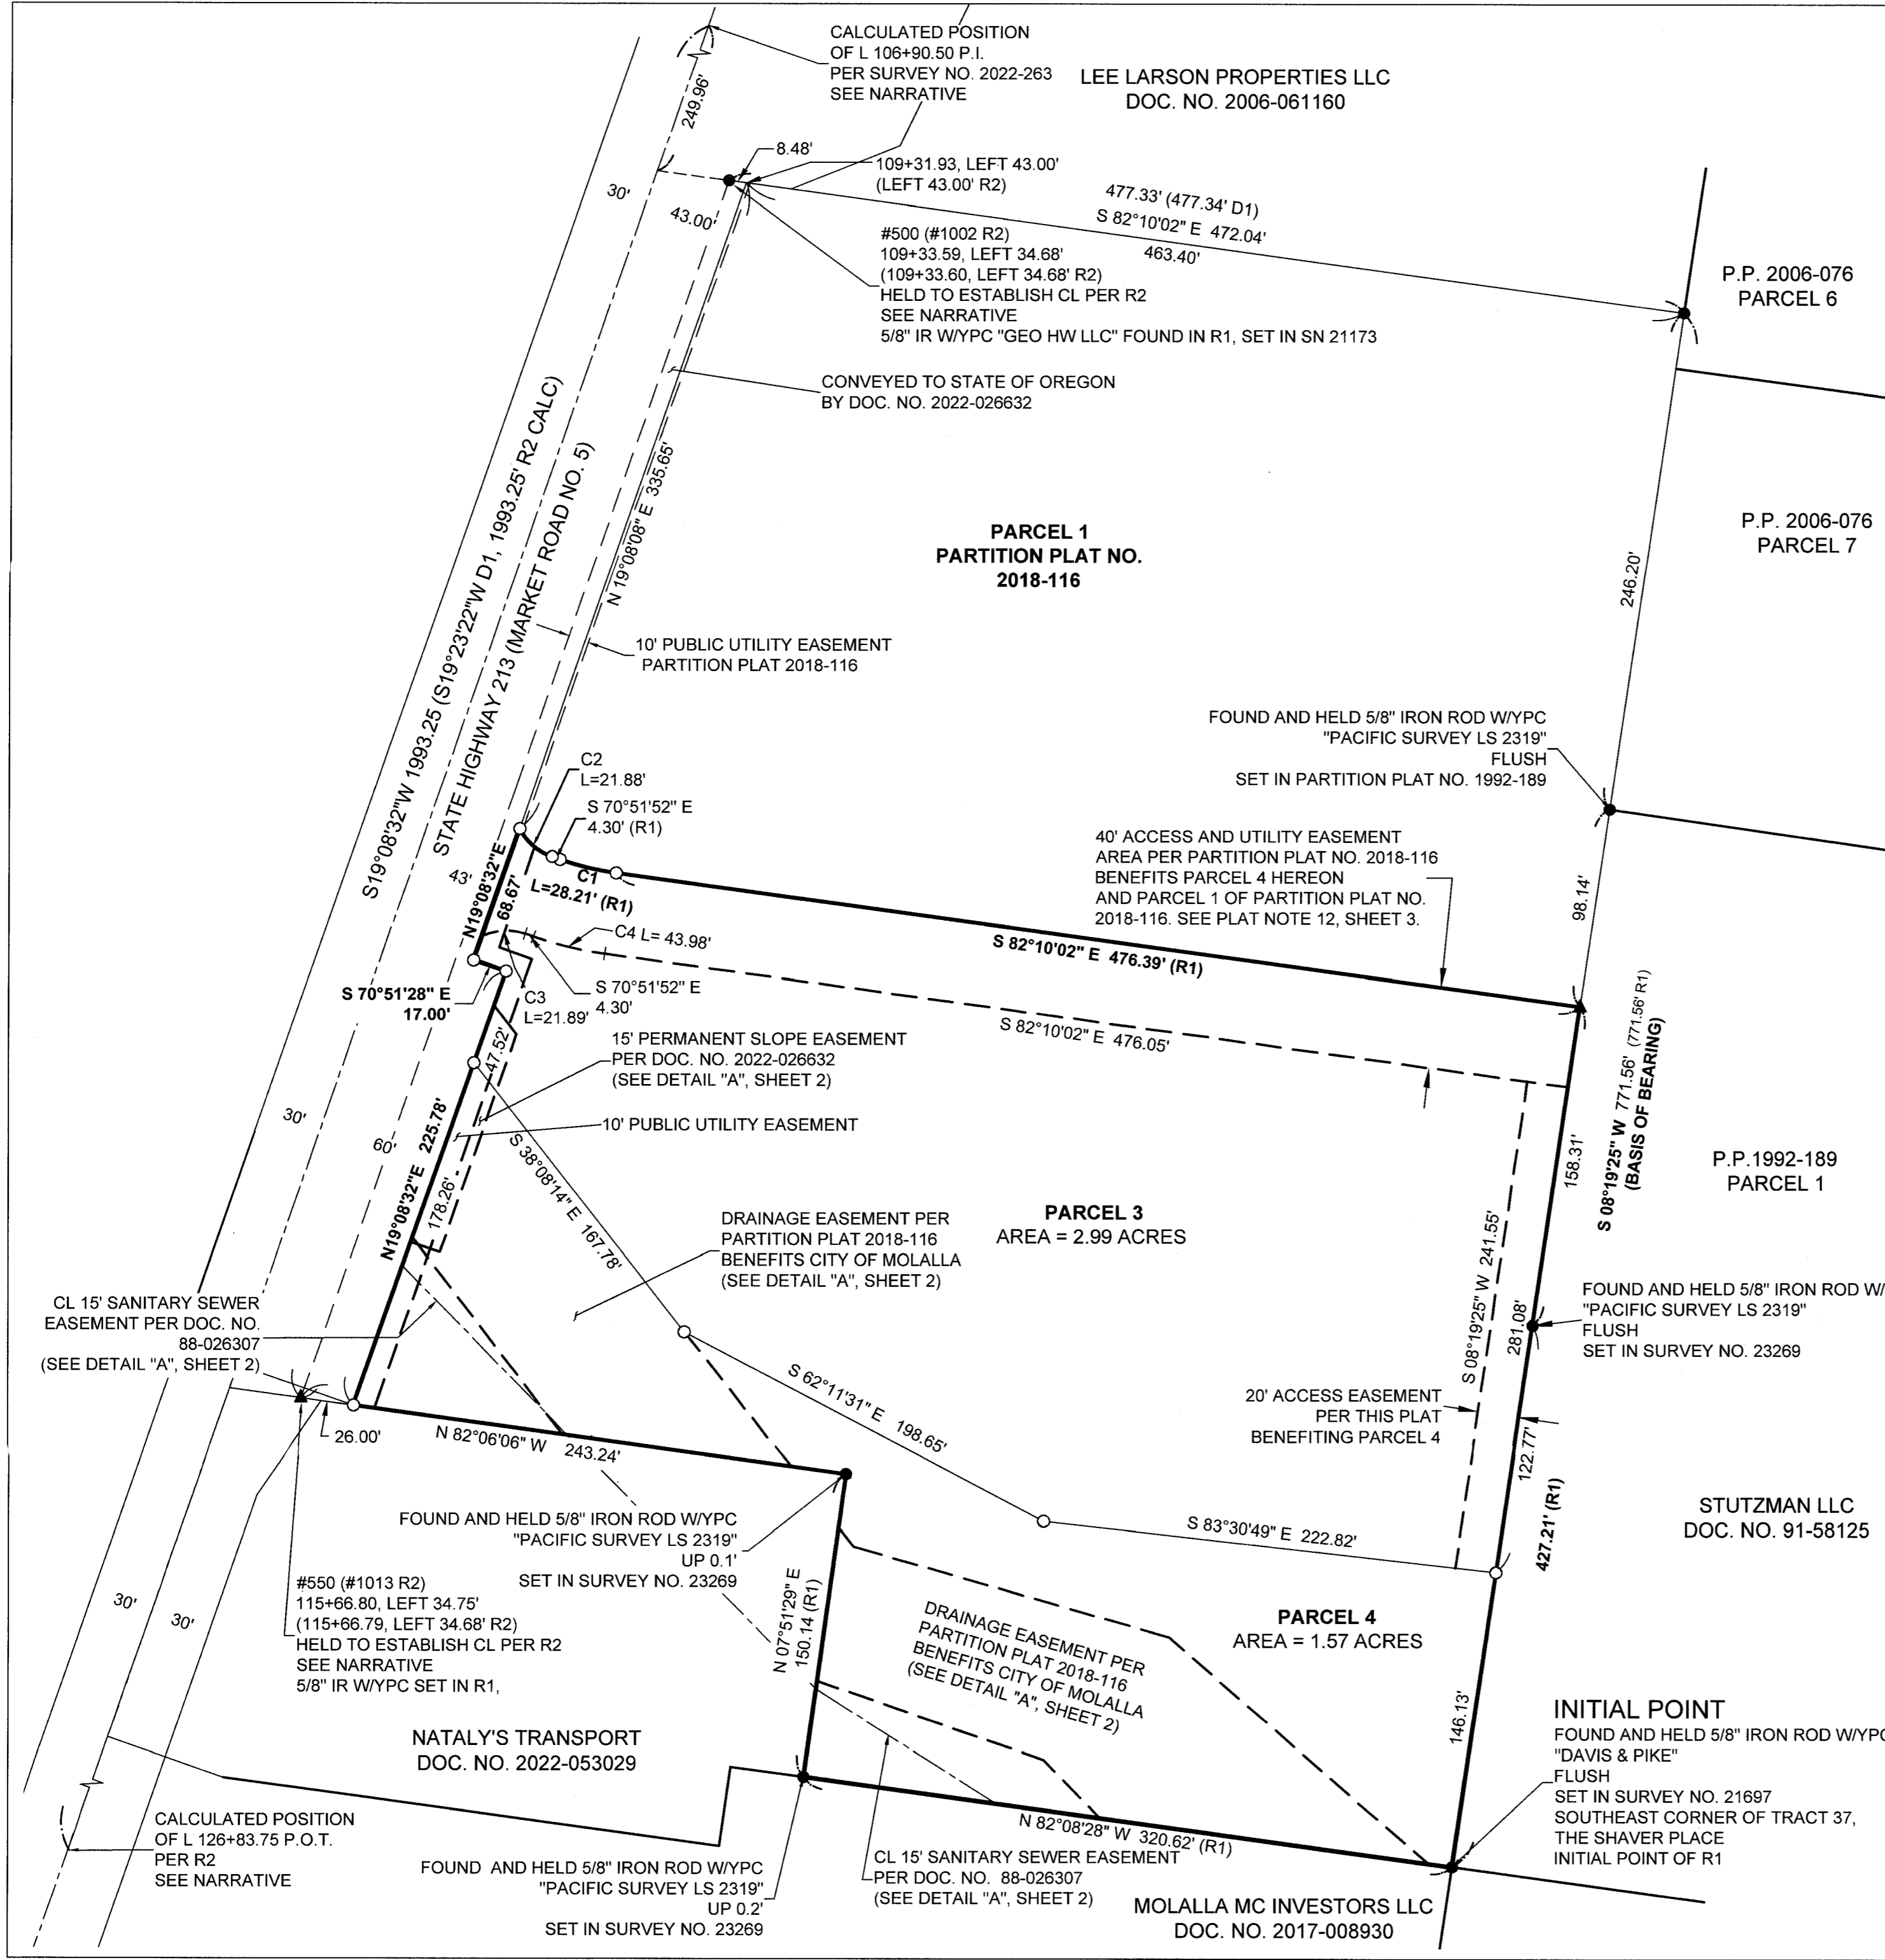 CALCULATED POSITION
OF L 106+90.50 P.I.
PER SURVEY NO. 2022-263
SEE NARRATIVE
LEE LARSON PROPERTIES LLC
DOC. NO. 2006-061160
249.96'
8.48'
109+31.93, LEFT 43.00'
(LEFT 43.00' R2)
30'
43.00'
477.33' (477.34' D1)
S 82°10'02" E 472.04'
463.40'
#500 (#1002 R2)
109+33.59, LEFT 34.68'
(109+33.60, LEFT 34.68' R2)
HELD TO ESTABLISH CL PER R2
SEE NARRATIVE
5/8" IR W/YPC "GEO HW LLC" FOUND IN R1, SET IN SN 21173
P.P. 2006-076
PARCEL 6
CONVEYED TO STATE OF OREGON
BY DOC. NO. 2022-026632
S19°08'32"W 1993.25 (S19°23'22"W D1, 1993.25' R2 CALC)
STATE HIGHWAY 213 (MARKET ROAD NO. 5)
N 19°08'08" E 335.65'
PARCEL 1
PARTITION PLAT NO.
2018-116
P.P. 2006-076
PARCEL 7
246.20'
10' PUBLIC UTILITY EASEMENT
PARTITION PLAT 2018-116
FOUND AND HELD 5/8" IRON ROD W/YPC
"PACIFIC SURVEY LS 2319"
FLUSH
SET IN PARTITION PLAT NO. 1992-189
C2
L=21.88'
S 70°51'52" E
4.30' (R1)
43'
N19°08'32"E
68.67'
C1
L=28.21' (R1)
40' ACCESS AND UTILITY EASEMENT
AREA PER PARTITION PLAT NO. 2018-116
BENEFITS PARCEL 4 HEREON
AND PARCEL 1 OF PARTITION PLAT NO.
2018-116. SEE PLAT NOTE 12, SHEET 3.
98.14'
C4 L= 43.98'
S 82°10'02" E 476.39' (R1)
S 70°51'28" E
17.00'
C3
L=21.89'
S 70°51'52" E
4.30'
S 82°10'02" E 476.05'
S 08°19'25" W 771.56' (771.56' R1)
(BASIS OF BEARING)
47.52'
15' PERMANENT SLOPE EASEMENT
PER DOC. NO. 2022-026632
(SEE DETAIL "A", SHEET 2)
30'
60'
10' PUBLIC UTILITY EASEMENT
N19°08'32"E 225.78'
178.26'
S 38°08'14" E 167.78'
158.31'
P.P.1992-189
PARCEL 1
DRAINAGE EASEMENT PER
PARTITION PLAT 2018-116
BENEFITS CITY OF MOLALLA
(SEE DETAIL "A", SHEET 2)
PARCEL 3
AREA = 2.99 ACRES
S 08°19'25" W 241.55'
281.08'
FOUND AND HELD 5/8" IRON ROD W/
"PACIFIC SURVEY LS 2319"
FLUSH
SET IN SURVEY NO. 23269
CL 15' SANITARY SEWER
EASEMENT PER DOC. NO.
88-026307
(SEE DETAIL "A", SHEET 2)
26.00'
N 82°06'06" W 243.24'
S 62°11'31" E 198.65'
20' ACCESS EASEMENT
PER THIS PLAT
BENEFITING PARCEL 4
122.77'
427.21' (R1)
STUTZMAN LLC
DOC. NO. 91-58125
FOUND AND HELD 5/8" IRON ROD W/YPC
"PACIFIC SURVEY LS 2319"
UP 0.1'
SET IN SURVEY NO. 23269
S 83°30'49" E 222.82'
30'
30'
#550 (#1013 R2)
115+66.80, LEFT 34.75'
(115+66.79, LEFT 34.68' R2)
HELD TO ESTABLISH CL PER R2
SEE NARRATIVE
5/8" IR W/YPC SET IN R1,
N 07°51'29" E
150.14 (R1)
DRAINAGE EASEMENT PER
PARTITION PLAT 2018-116
BENEFITS CITY OF MOLALLA
(SEE DETAIL "A", SHEET 2)
PARCEL 4
AREA = 1.57 ACRES
146.13'
NATALY'S TRANSPORT
DOC. NO. 2022-053029
INITIAL POINT
FOUND AND HELD 5/8" IRON ROD W/YPC
"DAVIS & PIKE"
FLUSH
SET IN SURVEY NO. 21697
SOUTHEAST CORNER OF TRACT 37,
THE SHAVER PLACE
INITIAL POINT OF R1
CALCULATED POSITION
OF L 126+83.75 P.O.T.
PER R2
SEE NARRATIVE
N 82°08'28" W 320.62' (R1)
FOUND AND HELD 5/8" IRON ROD W/YPC
"PACIFIC SURVEY LS 2319"
UP 0.2'
SET IN SURVEY NO. 23269
CL 15' SANITARY SEWER EASEMENT
PER DOC. NO. 88-026307
(SEE DETAIL "A", SHEET 2)
MOLALLA MC INVESTORS LLC
DOC. NO. 2017-008930